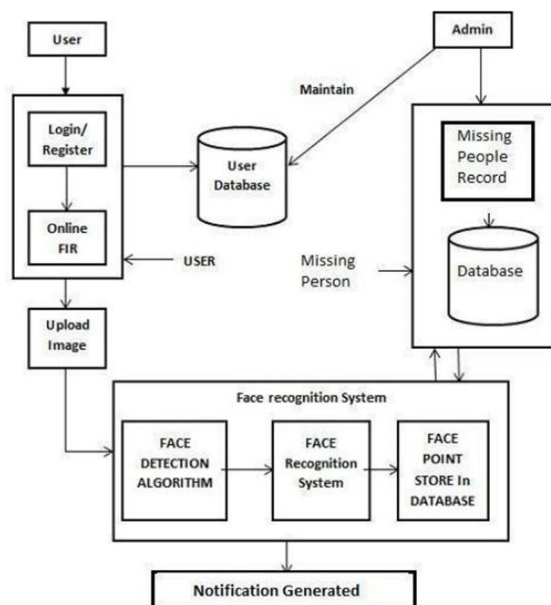 User
Admin
Maintain
Login/
Register
User
Database
Missing
People
Record
Online
FIR
USER
Missing
Person
Database
Upload
Image
Face recognition System
FACE
DETECTION
ALGORITHM
FACE
Recognition
System
FACE
POINT
STORE In
DATABASE
Notification Generated